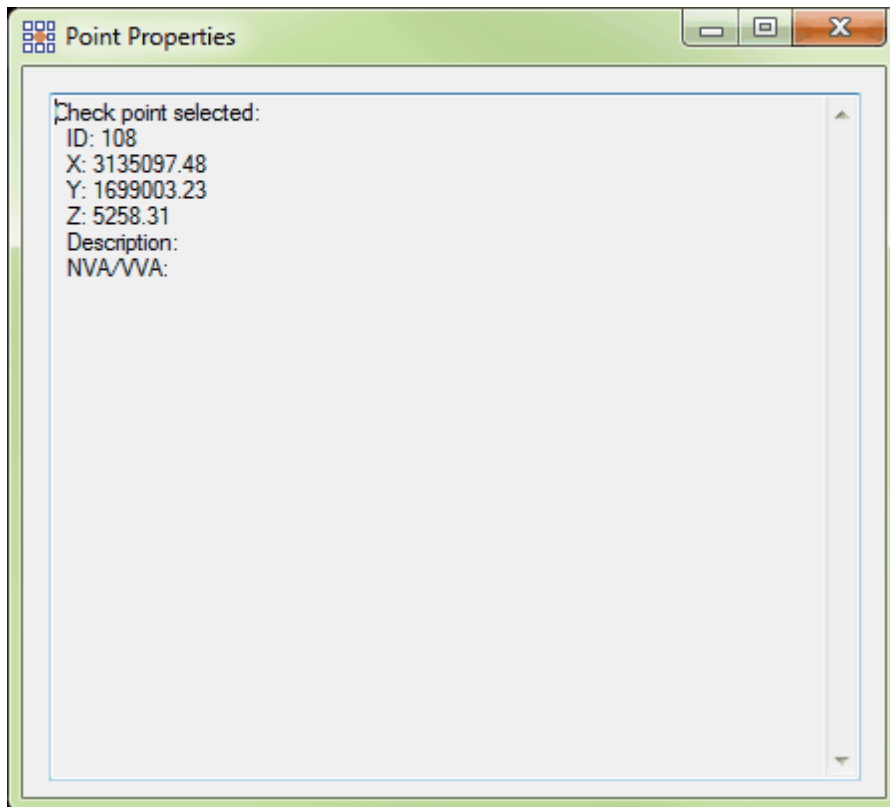 Point Properties
Check point selected:
ID: 108
X: 3135097.48
Y: 1699003.23
Z: 5258.31
Description:
NVA/VVA: